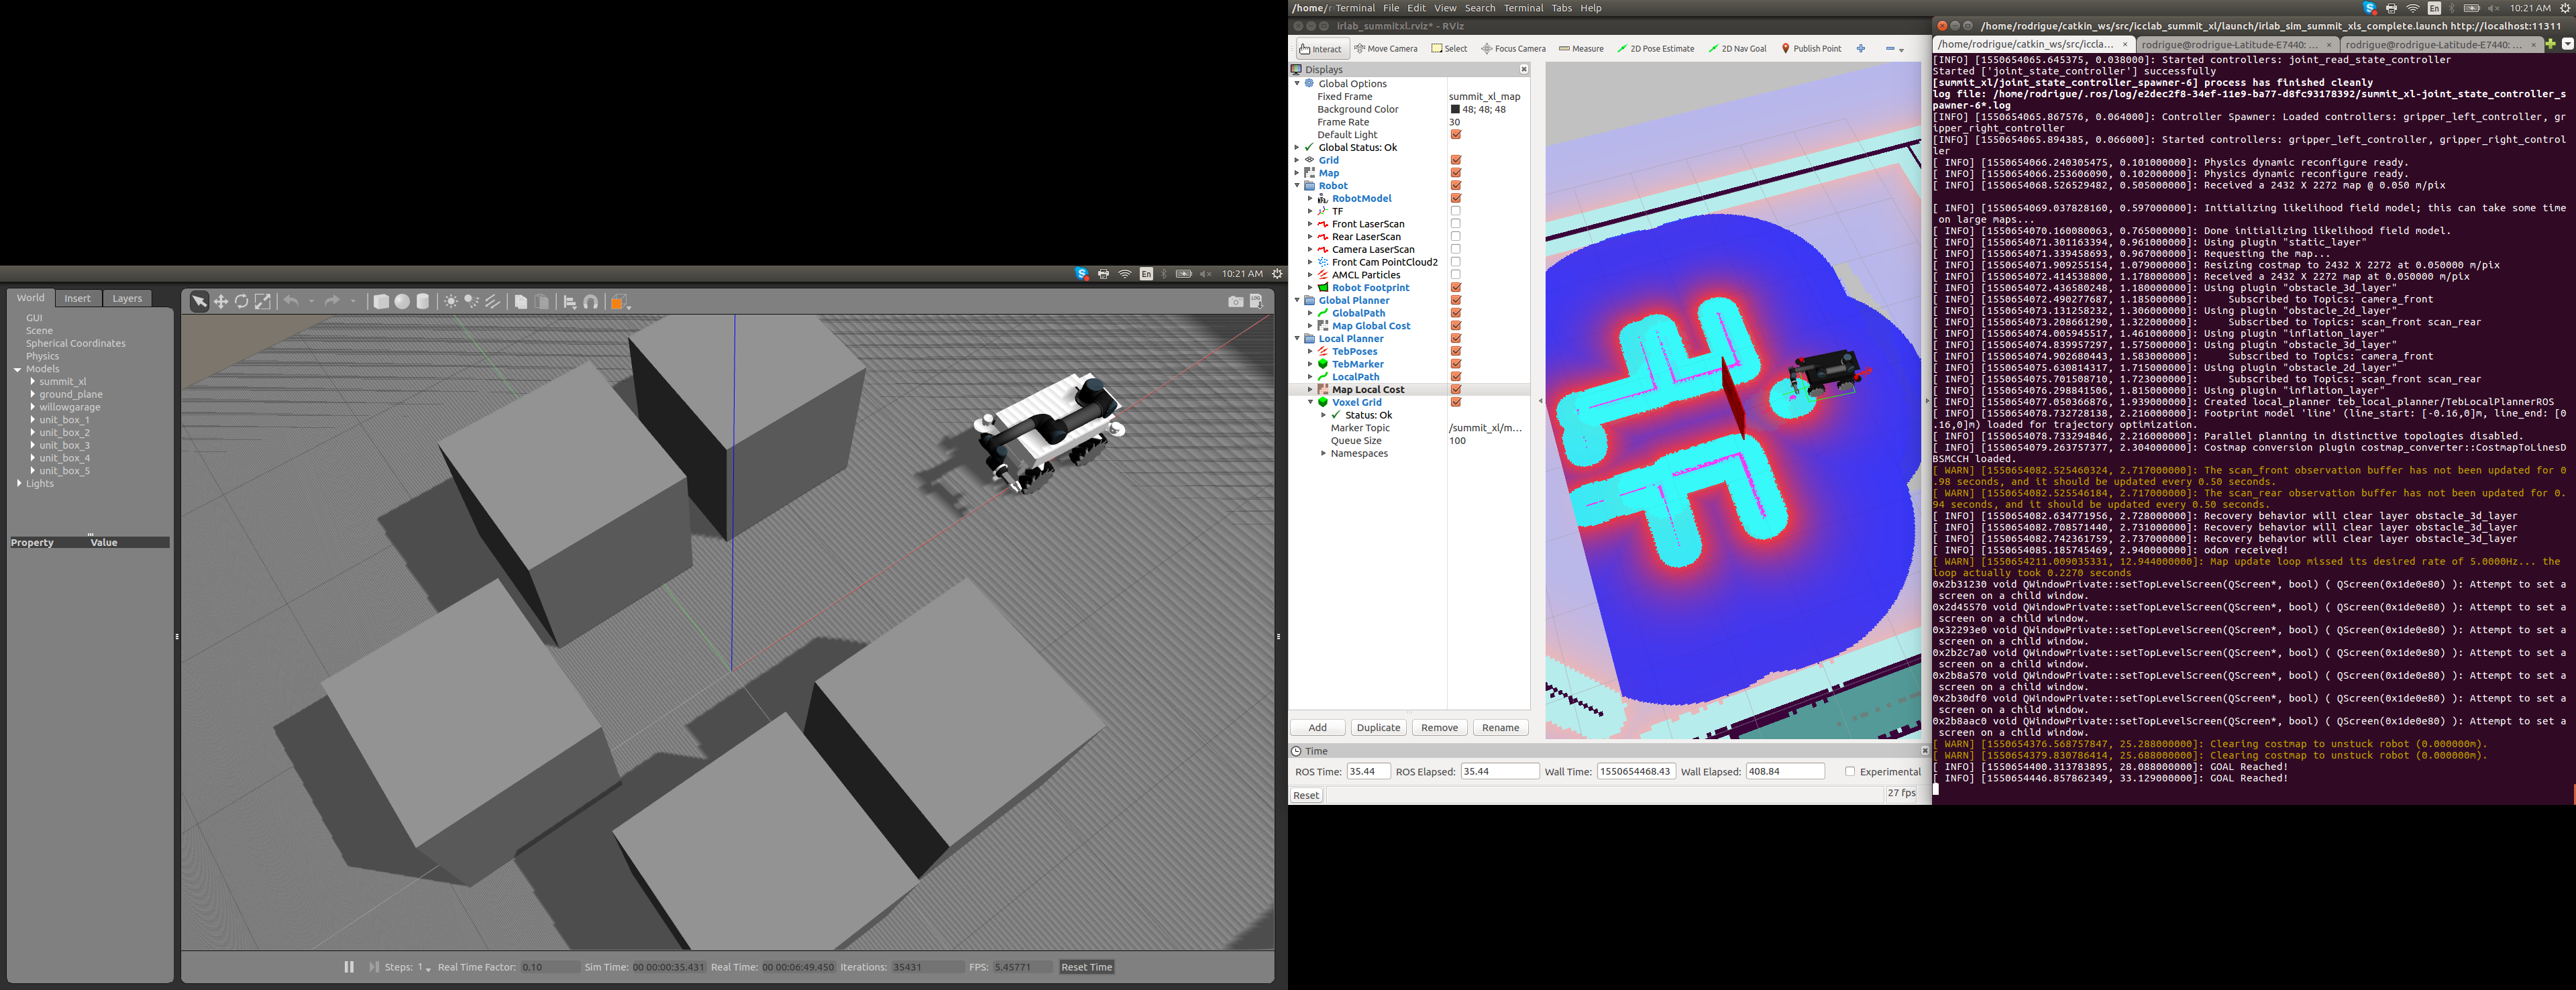 En
10:21 AM
World
Insert
Layers
GUI
Scene
Spherical Coordinates
Physics
Models
summit_xl
ground_plane
willowgarage
unit_box_1
unit_box_2
unit_box_3
unit_box_4
unit_box_5
Lights
Property Value
LOG
Steps: 1 Real Time Factor: 0.10 Sim Time: 00 00:00:35.431 Real Time: 00 00:06:49.450 Iterations: 35431 FPS: 5.45771 Reset Time
/home/r Terminal File Edit View Search Terminal Tabs Help
En 10:21 AM
irlab_summitxl.rviz* - RViz
Interact Move Camera Select Focus Camera Measure 2D Pose Estimate 2D Nav Goal Publish Point
Displays
Global Options
Fixed Frame summit_xl_map
Background Color 48; 48; 48
Frame Rate 30
Default Light
Global Status: Ok
Grid
Map
Robot
RobotModel
TF
Front LaserScan
Rear LaserScan
Camera LaserScan
Front Cam PointCloud2
AMCL Particles
Robot Footprint
Global Planner
GlobalPath
Map Global Cost
Local Planner
TebPoses
TebMarker
LocalPath
Map Local Cost
Voxel Grid
Status: Ok
Marker Topic /summit_xl/m...
Queue Size 100
Namespaces
Add Duplicate Remove Rename
Time
ROS Time: 35.44 ROS Elapsed: 35.44 Wall Time: 1550654468.43 Wall Elapsed: 408.84 Experimental
Reset 27 fps
/home/rodrigue/catkin_ws/src/icclab_summit_xl/launch/irlab_sim_summit_xls_complete.launch http://localhost:11311
/home/rodrigue/catkin_ws/src/iccla... rodrigue@rodrigue-Latitude-E7440: ... rodrigue@rodrigue-Latitude-E7440: ...
[INFO] [1550654065.645375, 0.038000]: Started controllers: joint_read_state_controller
Started ['joint_state_controller'] successfully
[summit_xl/joint_state_controller_spawner-6] process has finished cleanly
log file: /home/rodrigue/.ros/log/e2dec2f8-34ef-11e9-ba77-d8fc93178392/summit_xl-joint_state_controller_s
pawner-6*.log
[INFO] [1550654065.867576, 0.064000]: Controller Spawner: Loaded controllers: gripper_left_controller, gr
ipper_right_controller
[INFO] [1550654065.894385, 0.066000]: Started controllers: gripper_left_controller, gripper_right_control
ler
[ INFO] [1550654066.240305475, 0.101000000]: Physics dynamic reconfigure ready.
[ INFO] [1550654066.253606090, 0.102000000]: Physics dynamic reconfigure ready.
[ INFO] [1550654068.526529482, 0.505000000]: Received a 2432 X 2272 map @ 0.050 m/pix
[ INFO] [1550654069.037828160, 0.597000000]: Initializing likelihood field model; this can take some time
on large maps...
[ INFO] [1550654070.160080063, 0.765000000]: Done initializing likelihood field model.
[ INFO] [1550654071.301163394, 0.961000000]: Using plugin "static_layer"
[ INFO] [1550654071.339458693, 0.967000000]: Requesting the map...
[ INFO] [1550654071.909255154, 1.079000000]: Resizing costmap to 2432 X 2272 at 0.050000 m/pix
[ INFO] [1550654072.414538800, 1.178000000]: Received a 2432 X 2272 map at 0.050000 m/pix
[ INFO] [1550654072.436580248, 1.180000000]: Using plugin "obstacle_3d_layer"
[ INFO] [1550654072.490277687, 1.185000000]: Subscribed to Topics: camera_front
[ INFO] [1550654073.131258232, 1.306000000]: Using plugin "obstacle_2d_layer"
[ INFO] [1550654073.208661290, 1.322000000]: Subscribed to Topics: scan_front scan_rear
[ INFO] [1550654074.005945517, 1.461000000]: Using plugin "inflation_layer"
[ INFO] [1550654074.839957297, 1.575000000]: Using plugin "obstacle_3d_layer"
[ INFO] [1550654074.902680443, 1.583000000]: Subscribed to Topics: camera_front
[ INFO] [1550654075.630814317, 1.715000000]: Using plugin "obstacle_2d_layer"
[ INFO] [1550654075.701508710, 1.723000000]: Subscribed to Topics: scan_front scan_rear
[ INFO] [1550654076.298841506, 1.815000000]: Using plugin "inflation_layer"
[ INFO] [1550654077.050366876, 1.939000000]: Created local_planner teb_local_planner/TebLocalPlannerROS
[ INFO] [1550654078.732728138, 2.216000000]: Footprint model 'line' (line_start: [-0.16,0]m, line_end: [0
.16,0]m) loaded for trajectory optimization.
[ INFO] [1550654078.733294846, 2.216000000]: Parallel planning in distinctive topologies disabled.
[ INFO] [1550654079.263757377, 2.304000000]: Costmap conversion plugin costmap_converter::CostmapToLinesD
BSMCCH loaded.
[ WARN] [1550654082.525460324, 2.717000000]: The scan_front observation buffer has not been updated for 0
.98 seconds, and it should be updated every 0.50 seconds.
[ WARN] [1550654082.525546184, 2.717000000]: The scan_rear observation buffer has not been updated for 0.
94 seconds, and it should be updated every 0.50 seconds.
[ INFO] [1550654082.634771956, 2.728000000]: Recovery behavior will clear layer obstacle_3d_layer
[ INFO] [1550654082.708571440, 2.731000000]: Recovery behavior will clear layer obstacle_3d_layer
[ INFO] [1550654082.742361759, 2.737000000]: Recovery behavior will clear layer obstacle_3d_layer
[ INFO] [1550654085.185745469, 2.940000000]: odom received!
[ WARN] [1550654211.009035331, 12.944000000]: Map update loop missed its desired rate of 5.0000Hz... the
loop actually took 0.2270 seconds
0x2b31230 void QWindowPrivate::setTopLevelScreen(QScreen*, bool) ( QScreen(0x1de0e80) ): Attempt to set a
screen on a child window.
0x2d45570 void QWindowPrivate::setTopLevelScreen(QScreen*, bool) ( QScreen(0x1de0e80) ): Attempt to set a
screen on a child window.
0x32293e0 void QWindowPrivate::setTopLevelScreen(QScreen*, bool) ( QScreen(0x1de0e80) ): Attempt to set a
screen on a child window.
0x2b2c7a0 void QWindowPrivate::setTopLevelScreen(QScreen*, bool) ( QScreen(0x1de0e80) ): Attempt to set a
screen on a child window.
0x2b8a570 void QWindowPrivate::setTopLevelScreen(QScreen*, bool) ( QScreen(0x1de0e80) ): Attempt to set a
screen on a child window.
0x2b30df0 void QWindowPrivate::setTopLevelScreen(QScreen*, bool) ( QScreen(0x1de0e80) ): Attempt to set a
screen on a child window.
0x2b8aac0 void QWindowPrivate::setTopLevelScreen(QScreen*, bool) ( QScreen(0x1de0e80) ): Attempt to set a
screen on a child window.
[ WARN] [1550654376.568757847, 25.288000000]: Clearing costmap to unstuck robot (0.000000m).
[ WARN] [1550654379.830786414, 25.688000000]: Clearing costmap to unstuck robot (0.000000m).
[ INFO] [1550654400.313783895, 28.088000000]: GOAL Reached!
[ INFO] [1550654446.857862349, 33.129000000]: GOAL Reached!